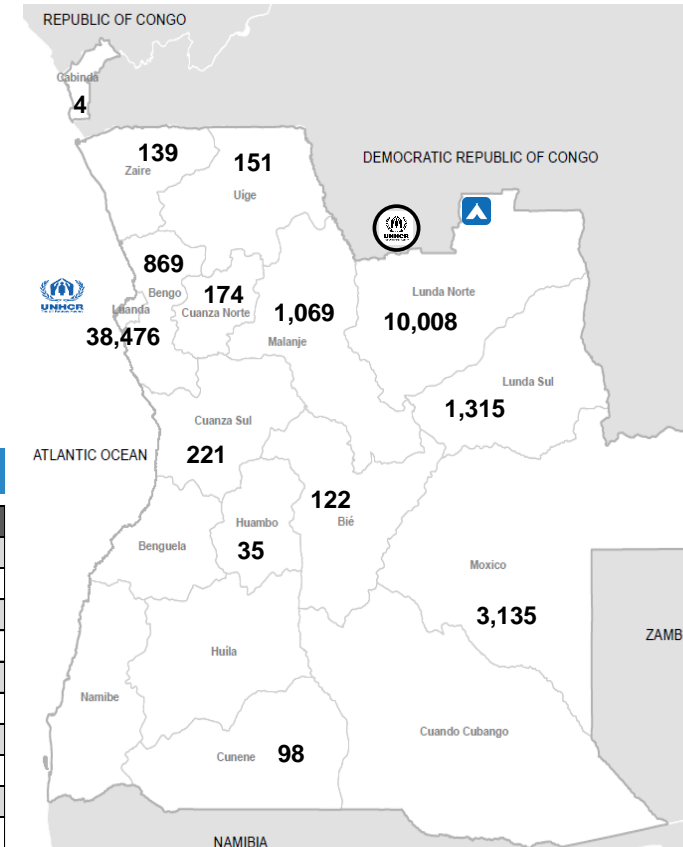 REPUBLIC OF CONGO
Cabinda
4
139
Zaire
151
Uíge
DEMOCRATIC REPUBLIC OF CONGO
UNHCR
869
Bengo
174
Cuanza Norte
UNHCR
Luanda
38,476
1,069
Malanje
Lunda Norte
10,008
Lunda Sul
1,315
Cuanza Sul
221
ATLANTIC OCEAN
122
Bié
Huambo
35
Benguela
Moxico
3,135
ZAMB
Huíla
Namibe
Cuando Cubango
Cunene 98
NAMIBIA